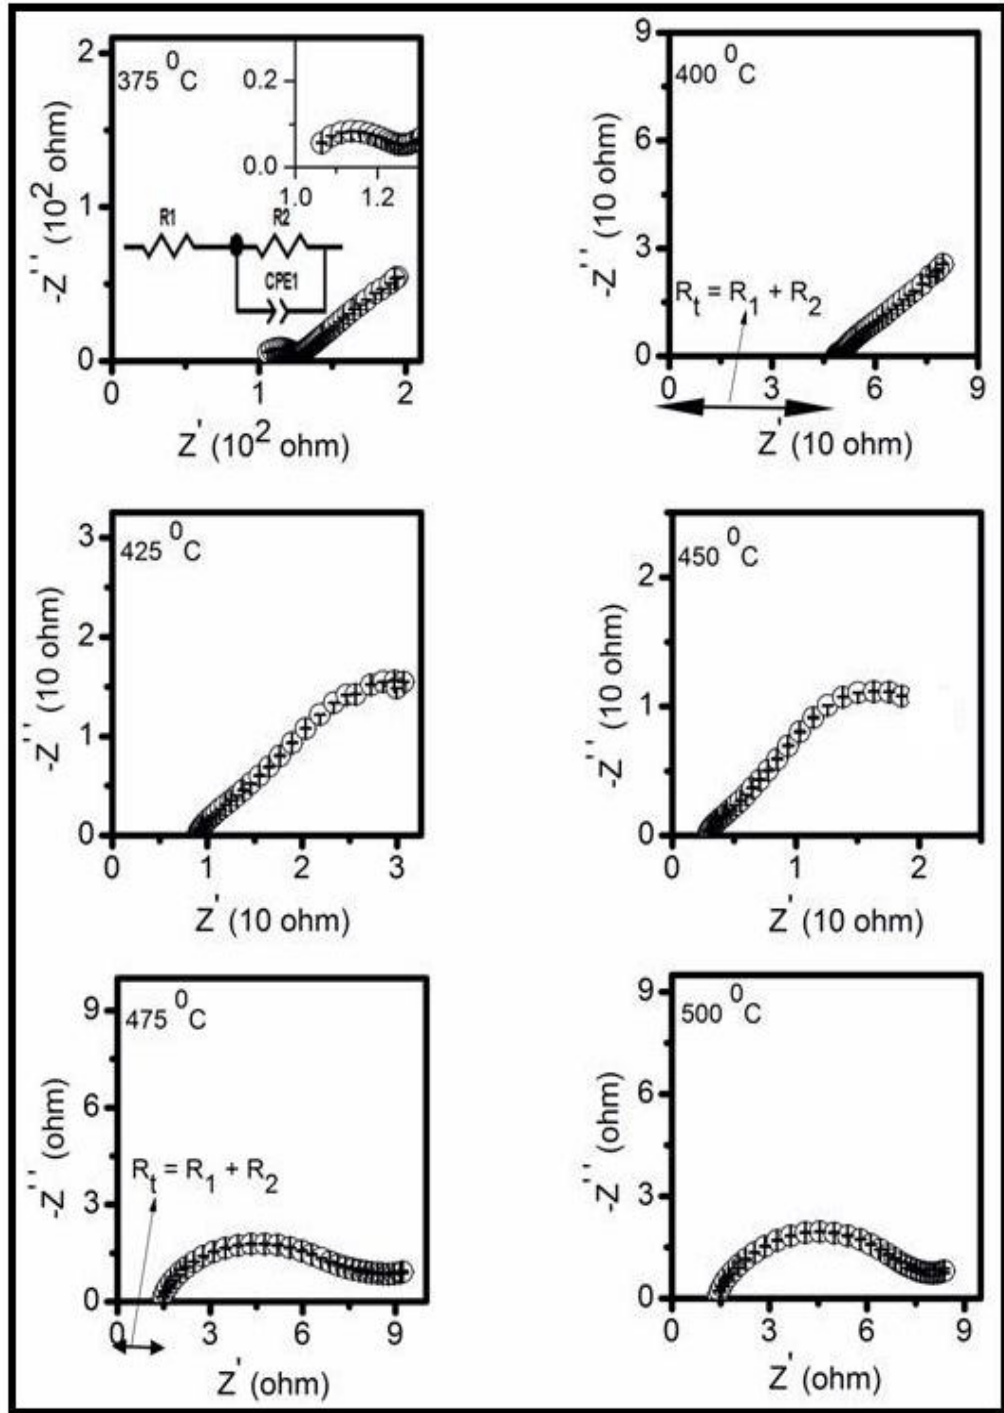 375 ⁰C
-Z'' (10² ohm)
2
1
0
0.2
0.1
0.0
1.0
1.2
R1
R2
CPE1
0
1
2
Z' (10² ohm)
400 ⁰C
-Z'' (10 ohm)
9
6
3
0
Rₜ = R₁ + R₂
0
3
6
9
Z' (10 ohm)
425 ⁰C
-Z'' (10 ohm)
3
2
1
0
0
1
2
3
Z' (10 ohm)
450 ⁰C
-Z'' (10 ohm)
2
1
0
0
1
2
Z' (10 ohm)
475 ⁰C
-Z'' (ohm)
9
6
3
0
Rₜ = R₁ + R₂
0
3
6
9
Z' (ohm)
500 ⁰C
-Z'' (ohm)
9
6
3
0
0
3
6
9
Z' (ohm)